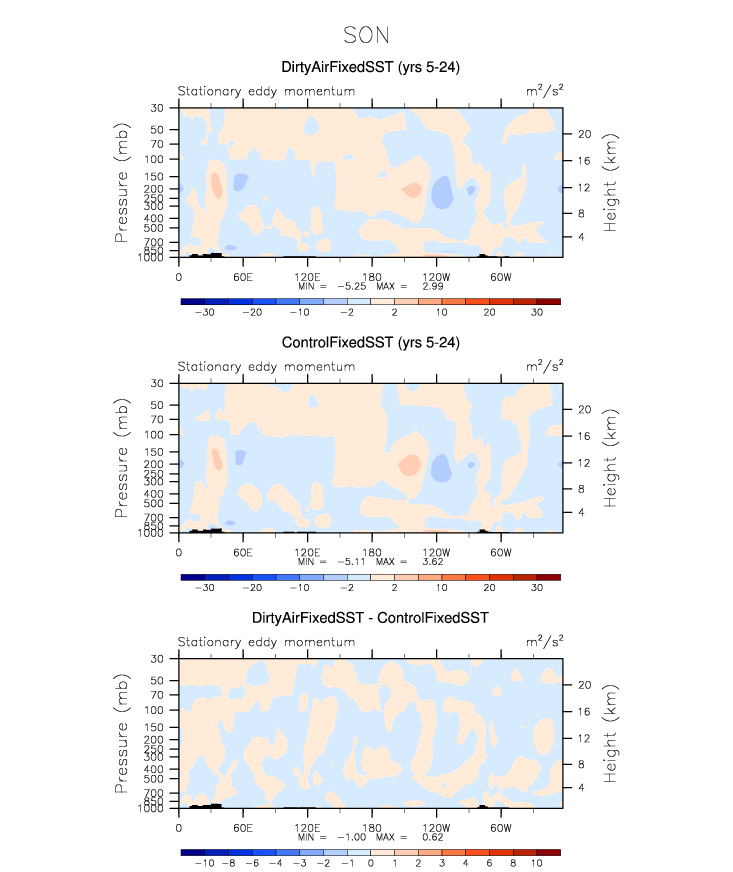 SON
DirtyAirFixedSST (yrs 5-24)
Stationary eddy momentum m²/s²
Pressure (mb)
30
50
70
100
150
200
250
300
400
500
700
850
1000
Height (km)
20
16
12
8
4
0 60E 120E 180 120W 60W
MIN = −5.25 MAX = 2.99
−30 −20 −10 −2 2 10 20 30
ControlFixedSST (yrs 5-24)
Stationary eddy momentum m²/s²
Pressure (mb)
30
50
70
100
150
200
250
300
400
500
700
850
1000
Height (km)
20
16
12
8
4
0 60E 120E 180 120W 60W
MIN = −5.11 MAX = 3.62
−30 −20 −10 −2 2 10 20 30
DirtyAirFixedSST - ControlFixedSST
Stationary eddy momentum m²/s²
Pressure (mb)
30
50
70
100
150
200
250
300
400
500
700
850
1000
Height (km)
20
16
12
8
4
0 60E 120E 180 120W 60W
MIN = −1.00 MAX = 0.62
−10 −8 −6 −4 −3 −2 −1 0 1 2 3 4 6 8 10